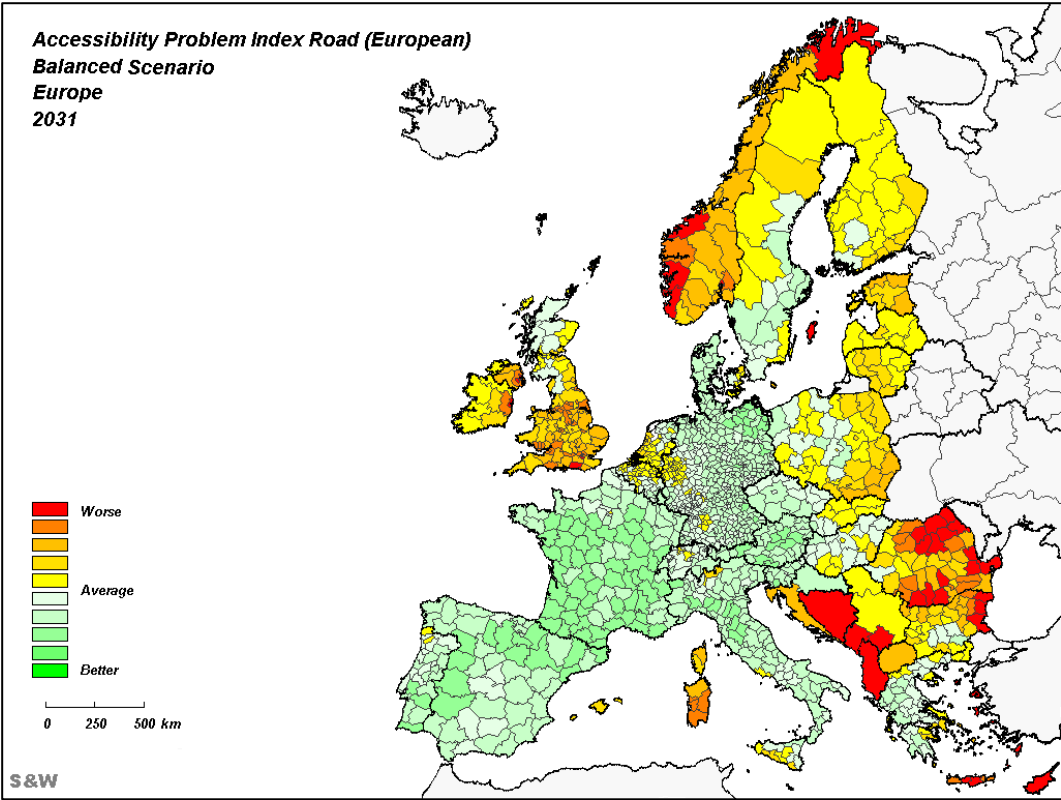 Accessibility Problem Index Road (European)
Balanced Scenario
Europe
2031
Worse
Average
Better
0 250 500 km
S&W